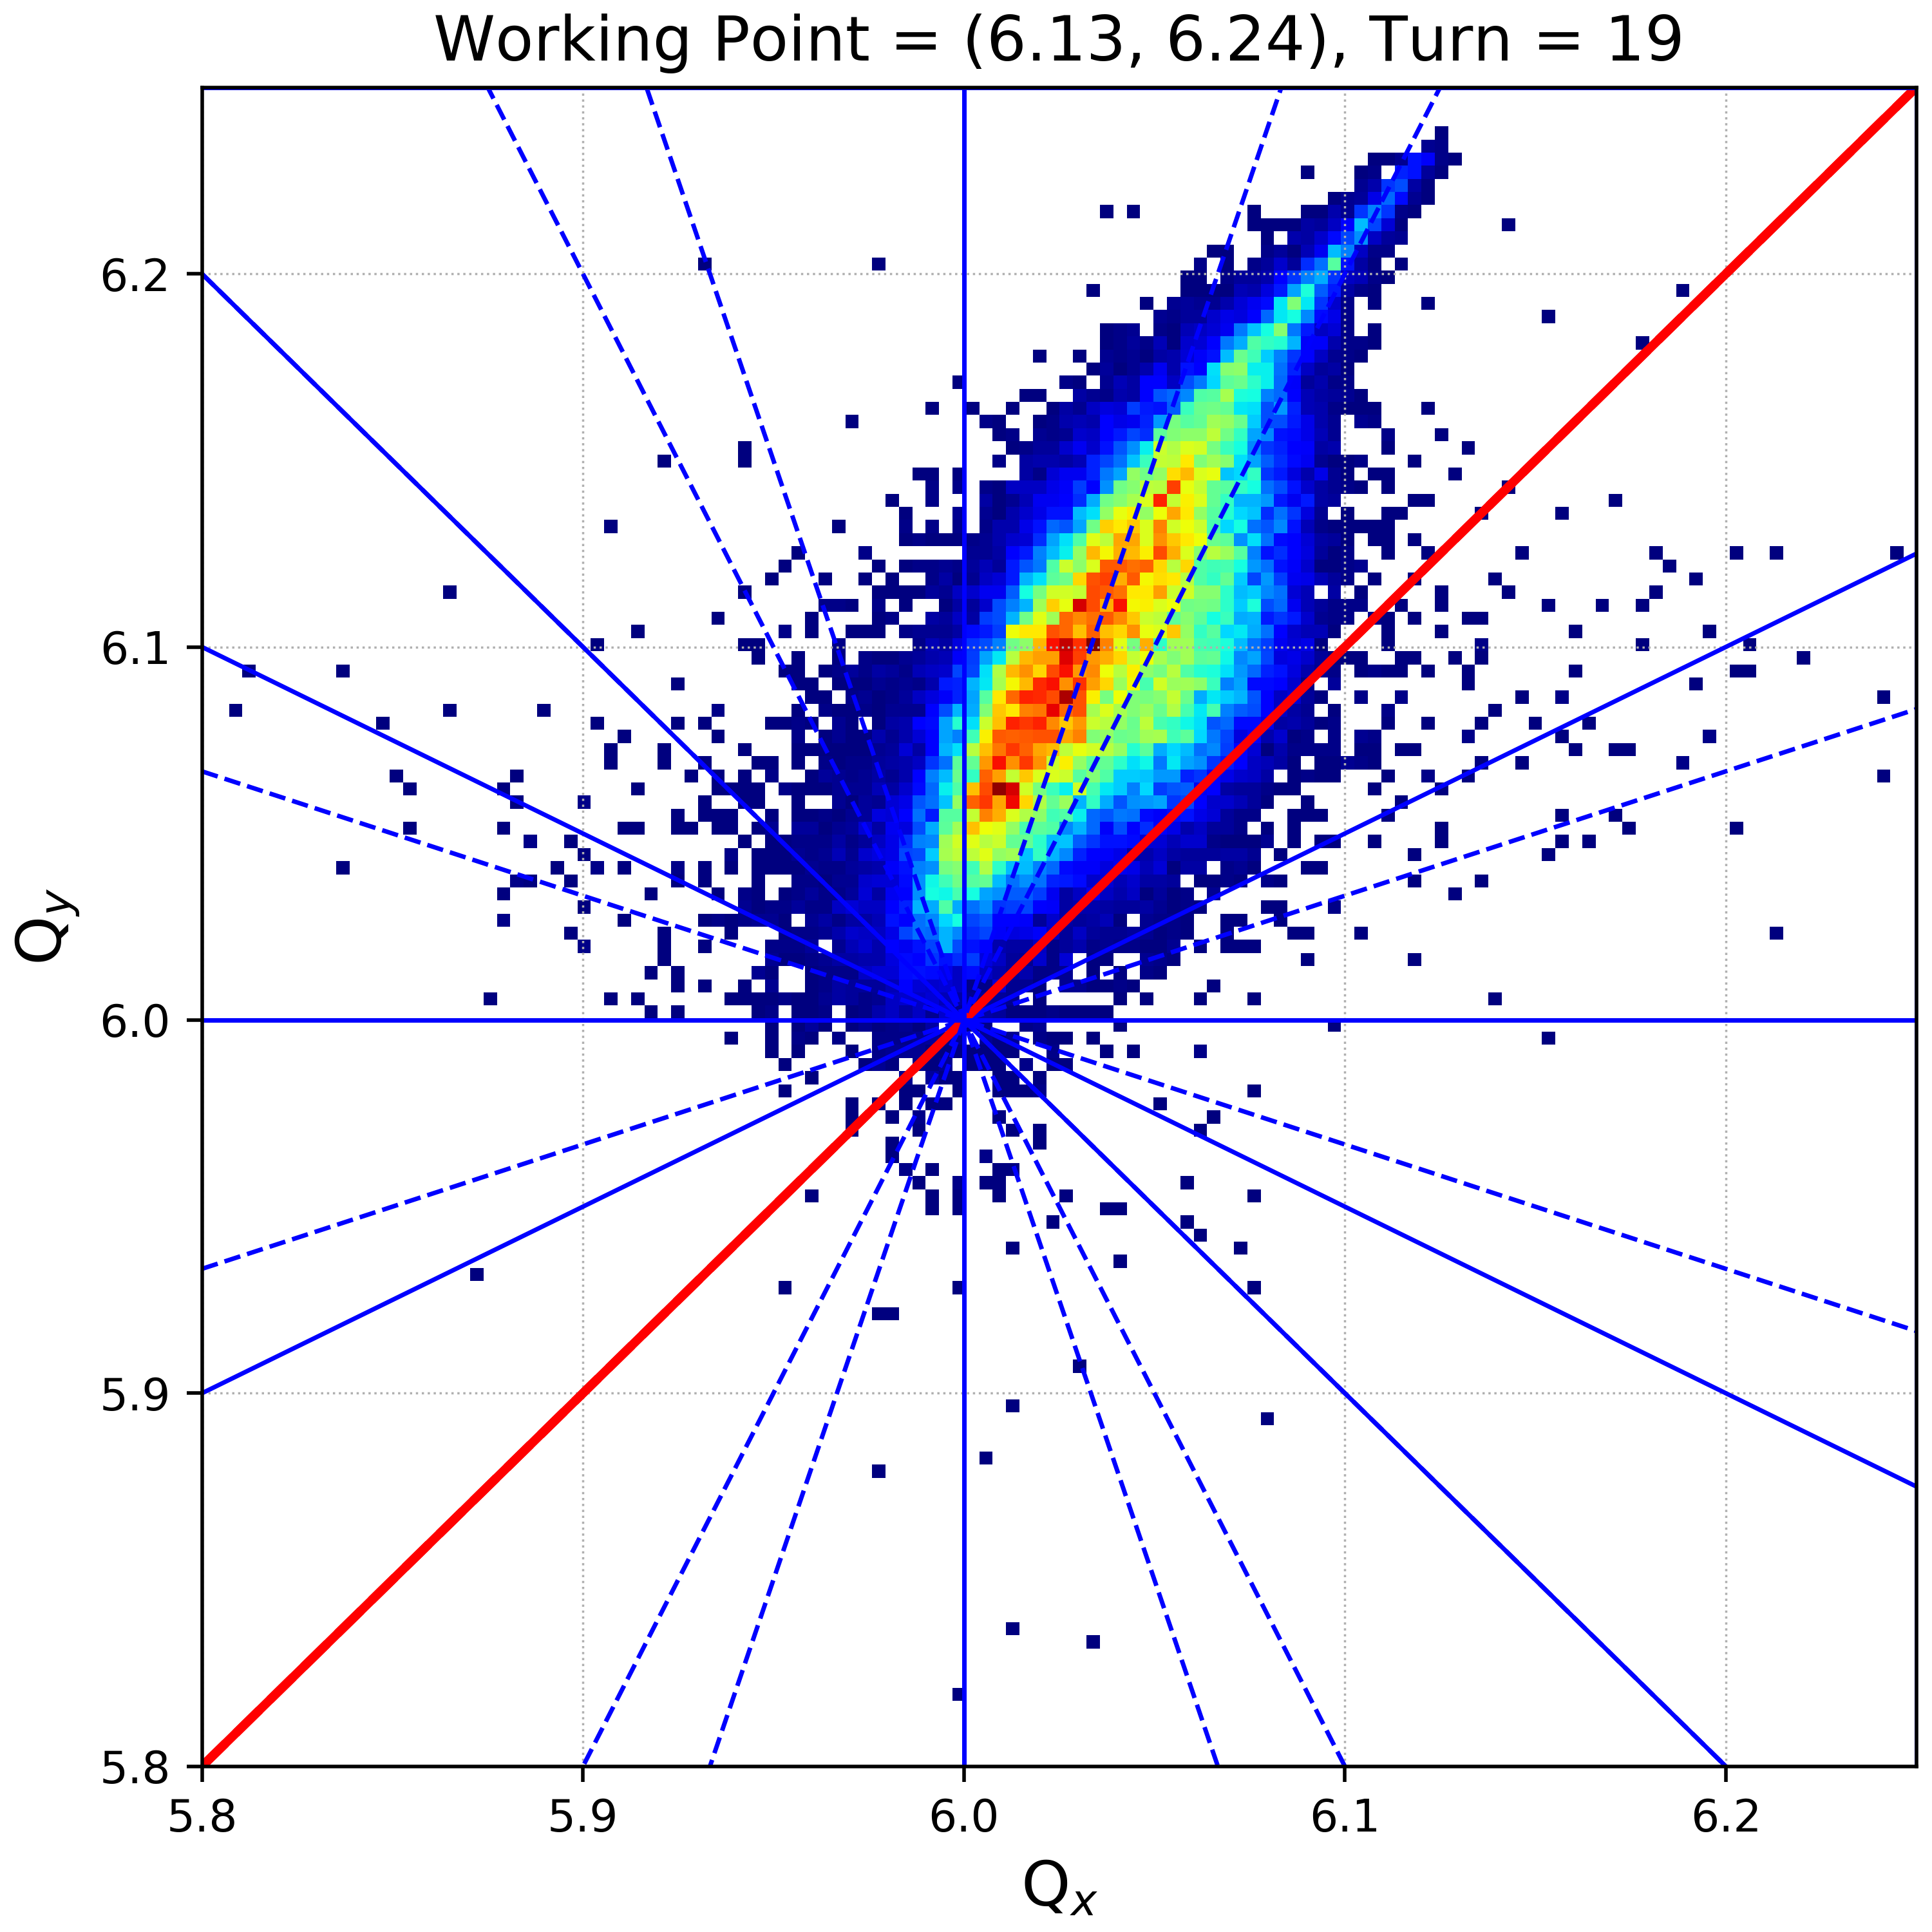 Working Point = (6.13, 6.24), Turn = 19
6.2
6.1
6.0
5.9
5.8
Qy
5.8 5.9 6.0 6.1 6.2
Qx